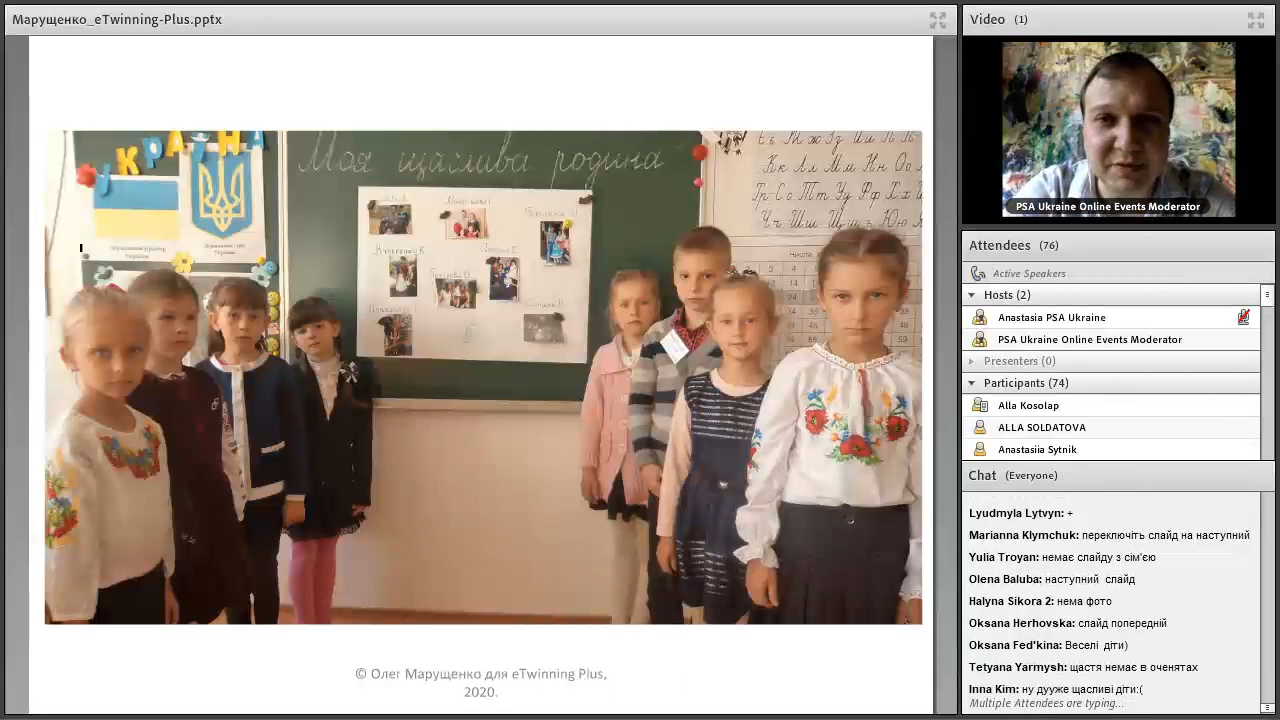 Марущенко_eTwinning-Plus.pptx
УКРАЇНА
Моя щаслива родина
Числа
© Олег Марущенко для eTwinning Plus,
2020.
Video (1)
PSA Ukraine Online Events Moderator
Attendees (76)
Active Speakers
Hosts (2)
Anastasia PSA Ukraine
PSA Ukraine Online Events Moderator
Presenters (0)
Participants (74)
Alla Kosolap
ALLA SOLDATOVA
Anastasiia Sytnik
Chat (Everyone)
Lyudmyla Lytvyn: +
Marianna Klymchuk: переключіть слайд на наступний
Yulia Troyan: немає слайду з сім'єю
Olena Baluba: наступний слайд
Halyna Sikora 2: нема фото
Oksana Herhovska: слайд попередній
Oksana Fed'kina: Веселі діти)
Tetyana Yarmysh: щастя немає в оченятах
Inna Kim: ну дууже щасливі діти:(
Multiple Attendees are typing...